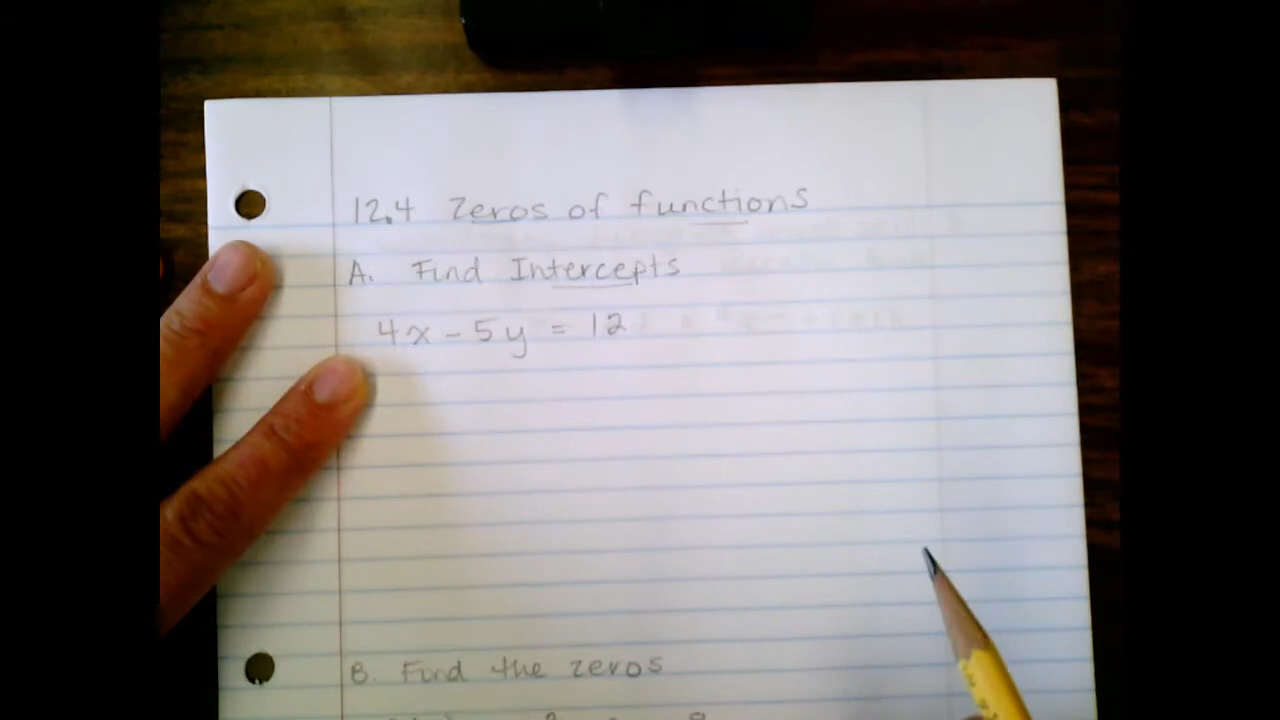 12.4 Zeros of functions
A. Find Intercepts
4x - 5y = 12
B. Find the zeros